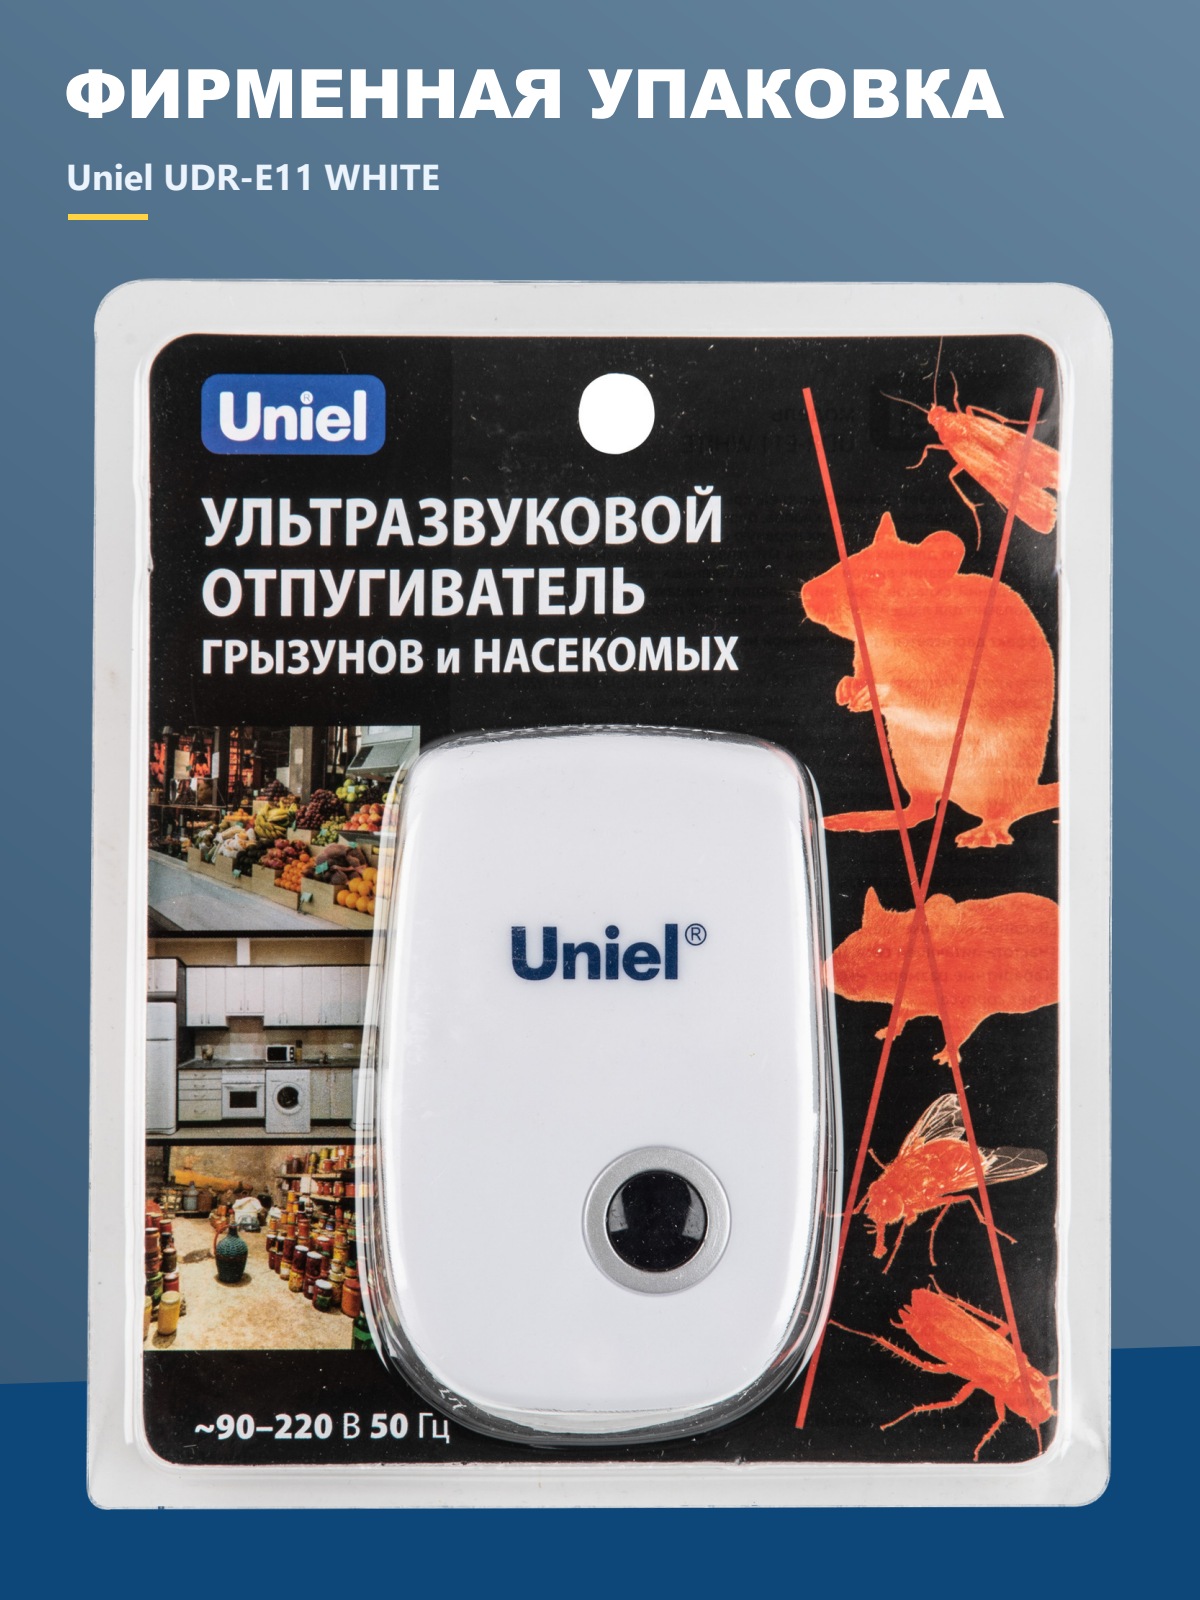 ФИРМЕННАЯ УПАКОВКА
Uniel UDR-E11 WHITE
Uniel®
УЛЬТРАЗВУКОВОЙ
ОТПУГИВАТЕЛЬ
ГРЫЗУНОВ и НАСЕКОМЫХ
Uniel®
~90–220 В 50 Гц